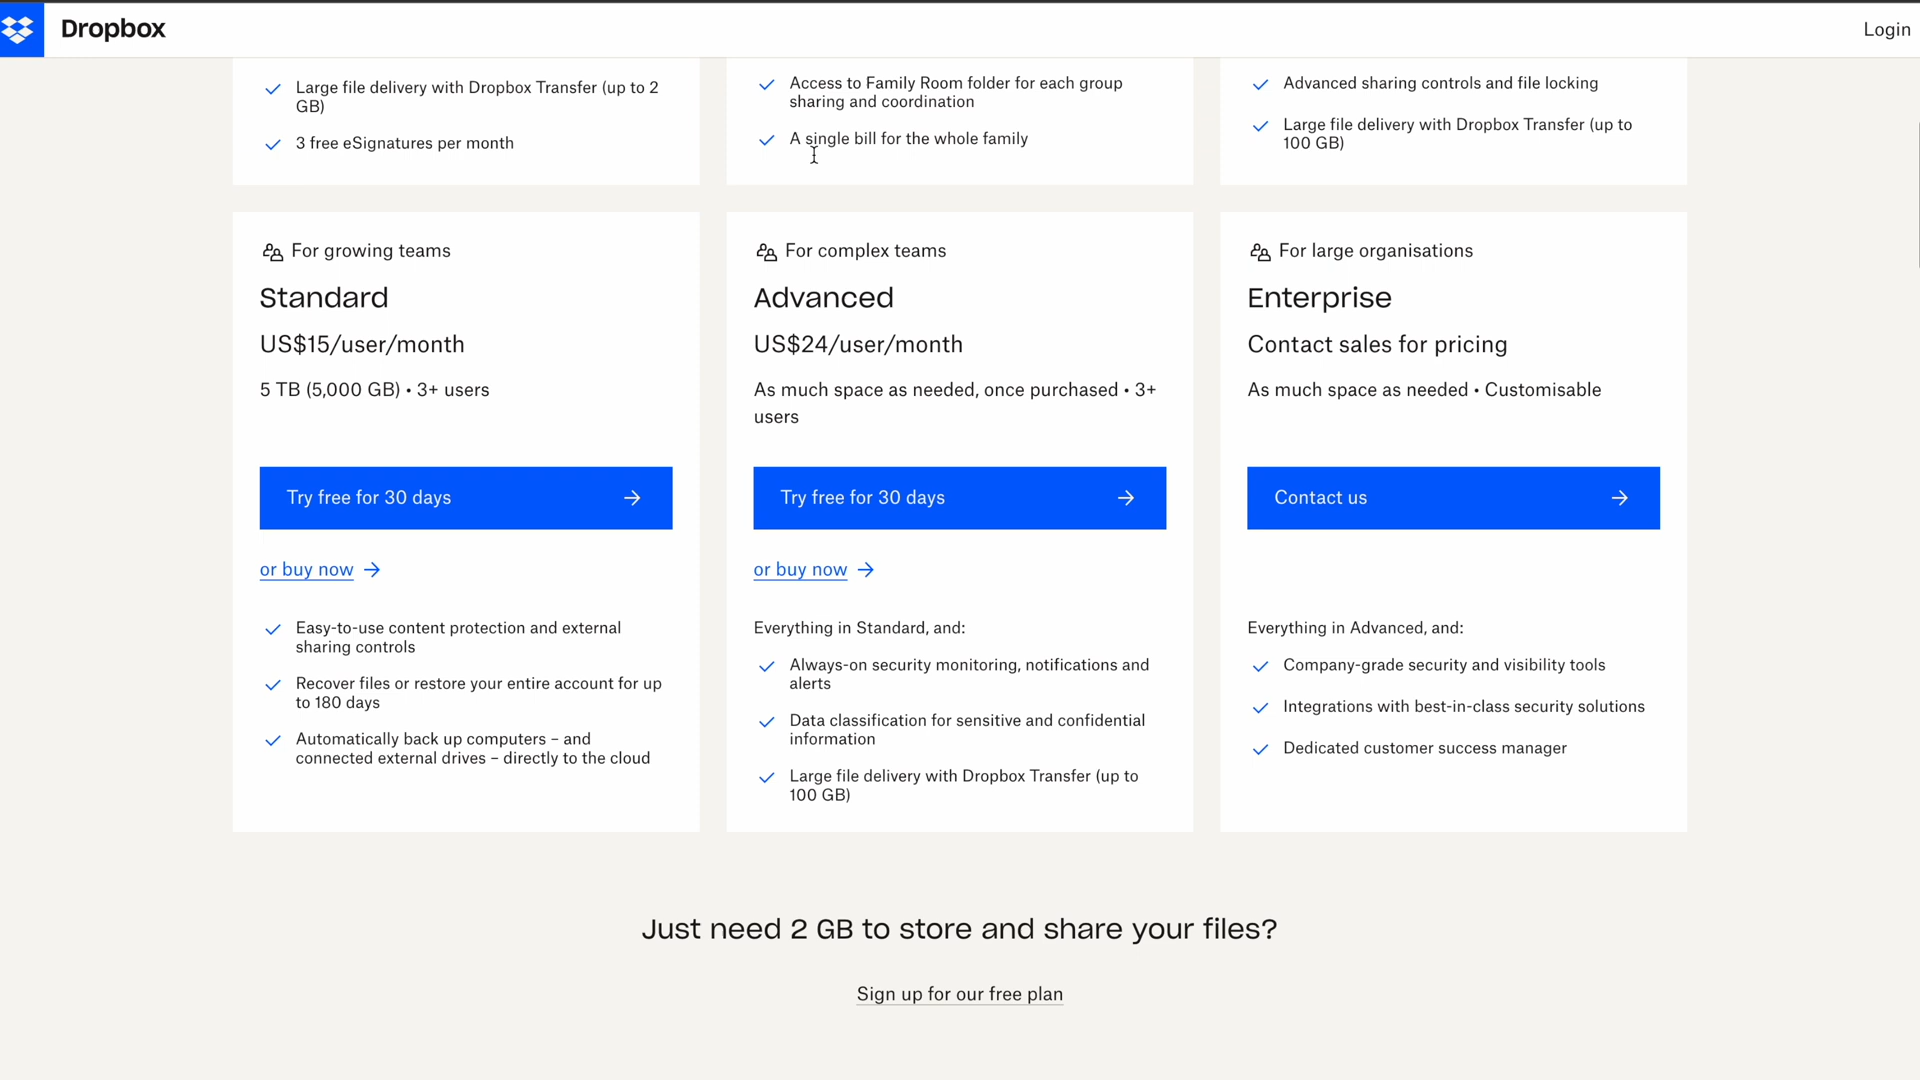 Dropbox
Login
Large file delivery with Dropbox Transfer (up to 2
GB)
3 free eSignatures per month
Access to Family Room folder for each group
sharing and coordination
A single bill for the whole family
Advanced sharing controls and file locking
Large file delivery with Dropbox Transfer (up to
100 GB)
For growing teams
Standard
US$15/user/month
5 TB (5,000 GB) • 3+ users
Try free for 30 days
or buy now
Easy-to-use content protection and external
sharing controls
Recover files or restore your entire account for up
to 180 days
Automatically back up computers – and
connected external drives – directly to the cloud
For complex teams
Advanced
US$24/user/month
As much space as needed, once purchased • 3+
users
Try free for 30 days
or buy now
Everything in Standard, and:
Always-on security monitoring, notifications and
alerts
Data classification for sensitive and confidential
information
Large file delivery with Dropbox Transfer (up to
100 GB)
For large organisations
Enterprise
Contact sales for pricing
As much space as needed • Customisable
Contact us
Everything in Advanced, and:
Company-grade security and visibility tools
Integrations with best-in-class security solutions
Dedicated customer success manager
Just need 2 GB to store and share your files?
Sign up for our free plan